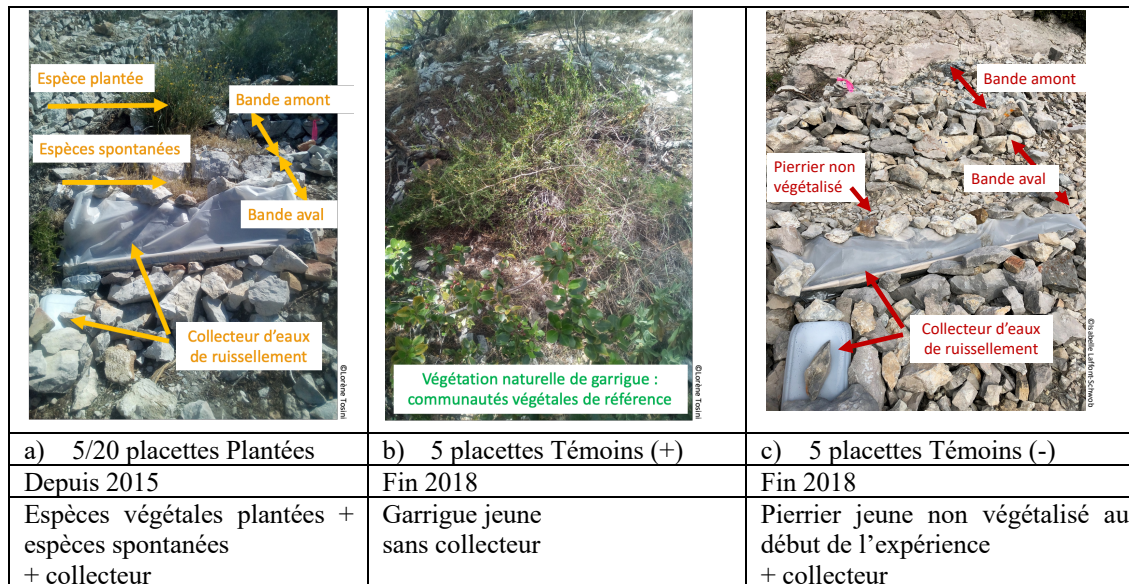 Espèce plantée
Bande amont
Espèces spontanées
Bande aval
Collecteur d'eaux
de ruissellement
©Lorène Tosini
Végétation naturelle de garrigue :
communautés végétales de référence
©Lorène Tosini
Bande amont
Pierrier non
végétalisé
Bande aval
Collecteur d'eaux
de ruissellement
©Isabelle Laffont-Schwob
a) 5/20 placettes Plantées
b) 5 placettes Témoins (+)
c) 5 placettes Témoins (-)
Depuis 2015
Fin 2018
Fin 2018
Espèces végétales plantées +
espèces spontanées
+ collecteur
Garrigue jeune
sans collecteur
Pierrier jeune non végétalisé au
début de l'expérience
+ collecteur